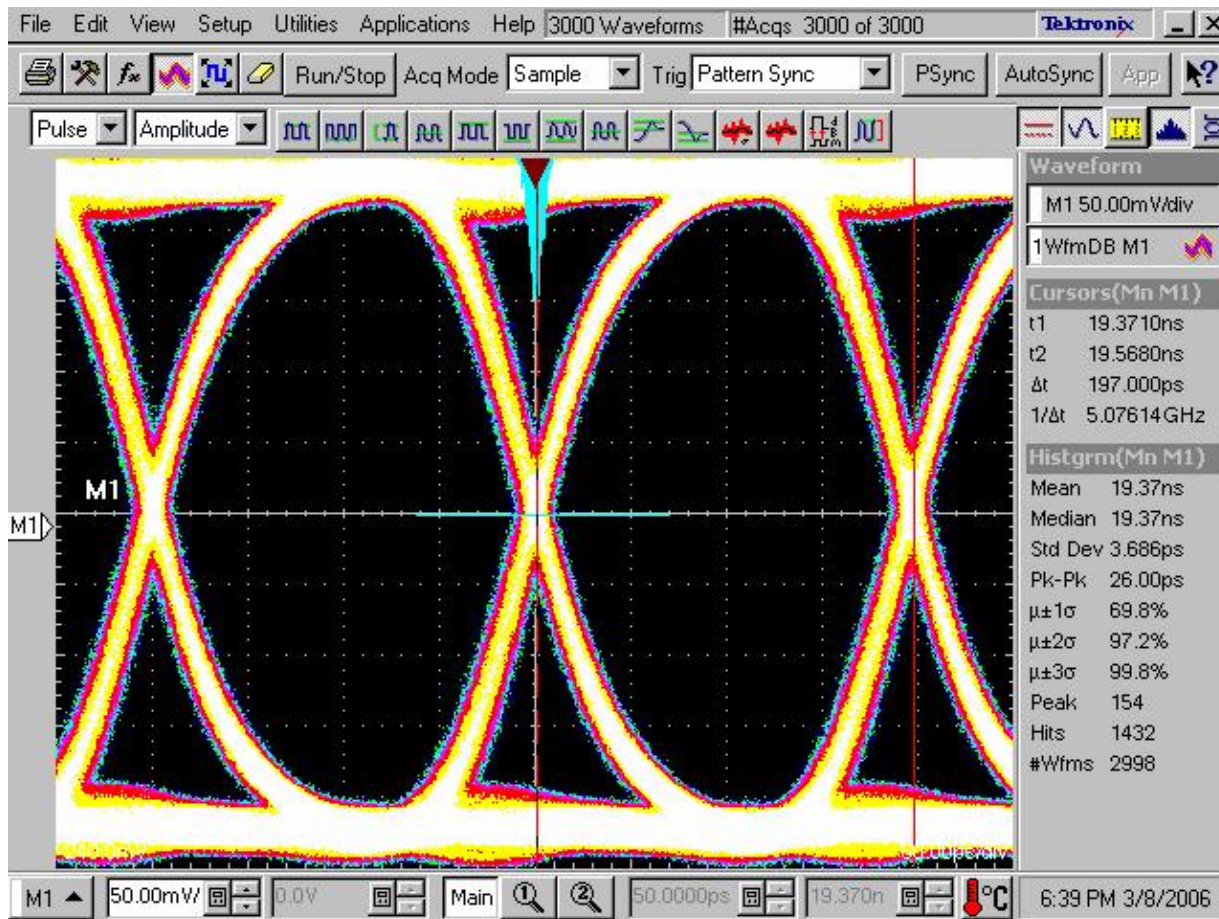 File Edit View Setup Utilities Applications Help 3000 Waveforms #Acqs 3000 of 3000 Tektronix
Run/Stop Acq Mode Sample Trig Pattern Sync PSync AutoSync App
Pulse Amplitude
Waveform
M1 50.00mV/div
1 WfmDB M1
Cursors(Mn M1)
t1 19.3710ns
t2 19.5680ns
Δt 197.000ps
1/Δt 5.07614GHz
Histgrm(Mn M1)
Mean 19.37ns
Median 19.37ns
Std Dev 3.686ps
Pk-Pk 26.00ps
µ±1σ 69.8%
µ±2σ 97.2%
µ±3σ 99.8%
Peak 154
Hits 1432
#Wfms 2998
M1
M1
M1 50.00mV/ 0.0V Main 1 2 50.0000ps 19.370n °C 6:39 PM 3/8/2006